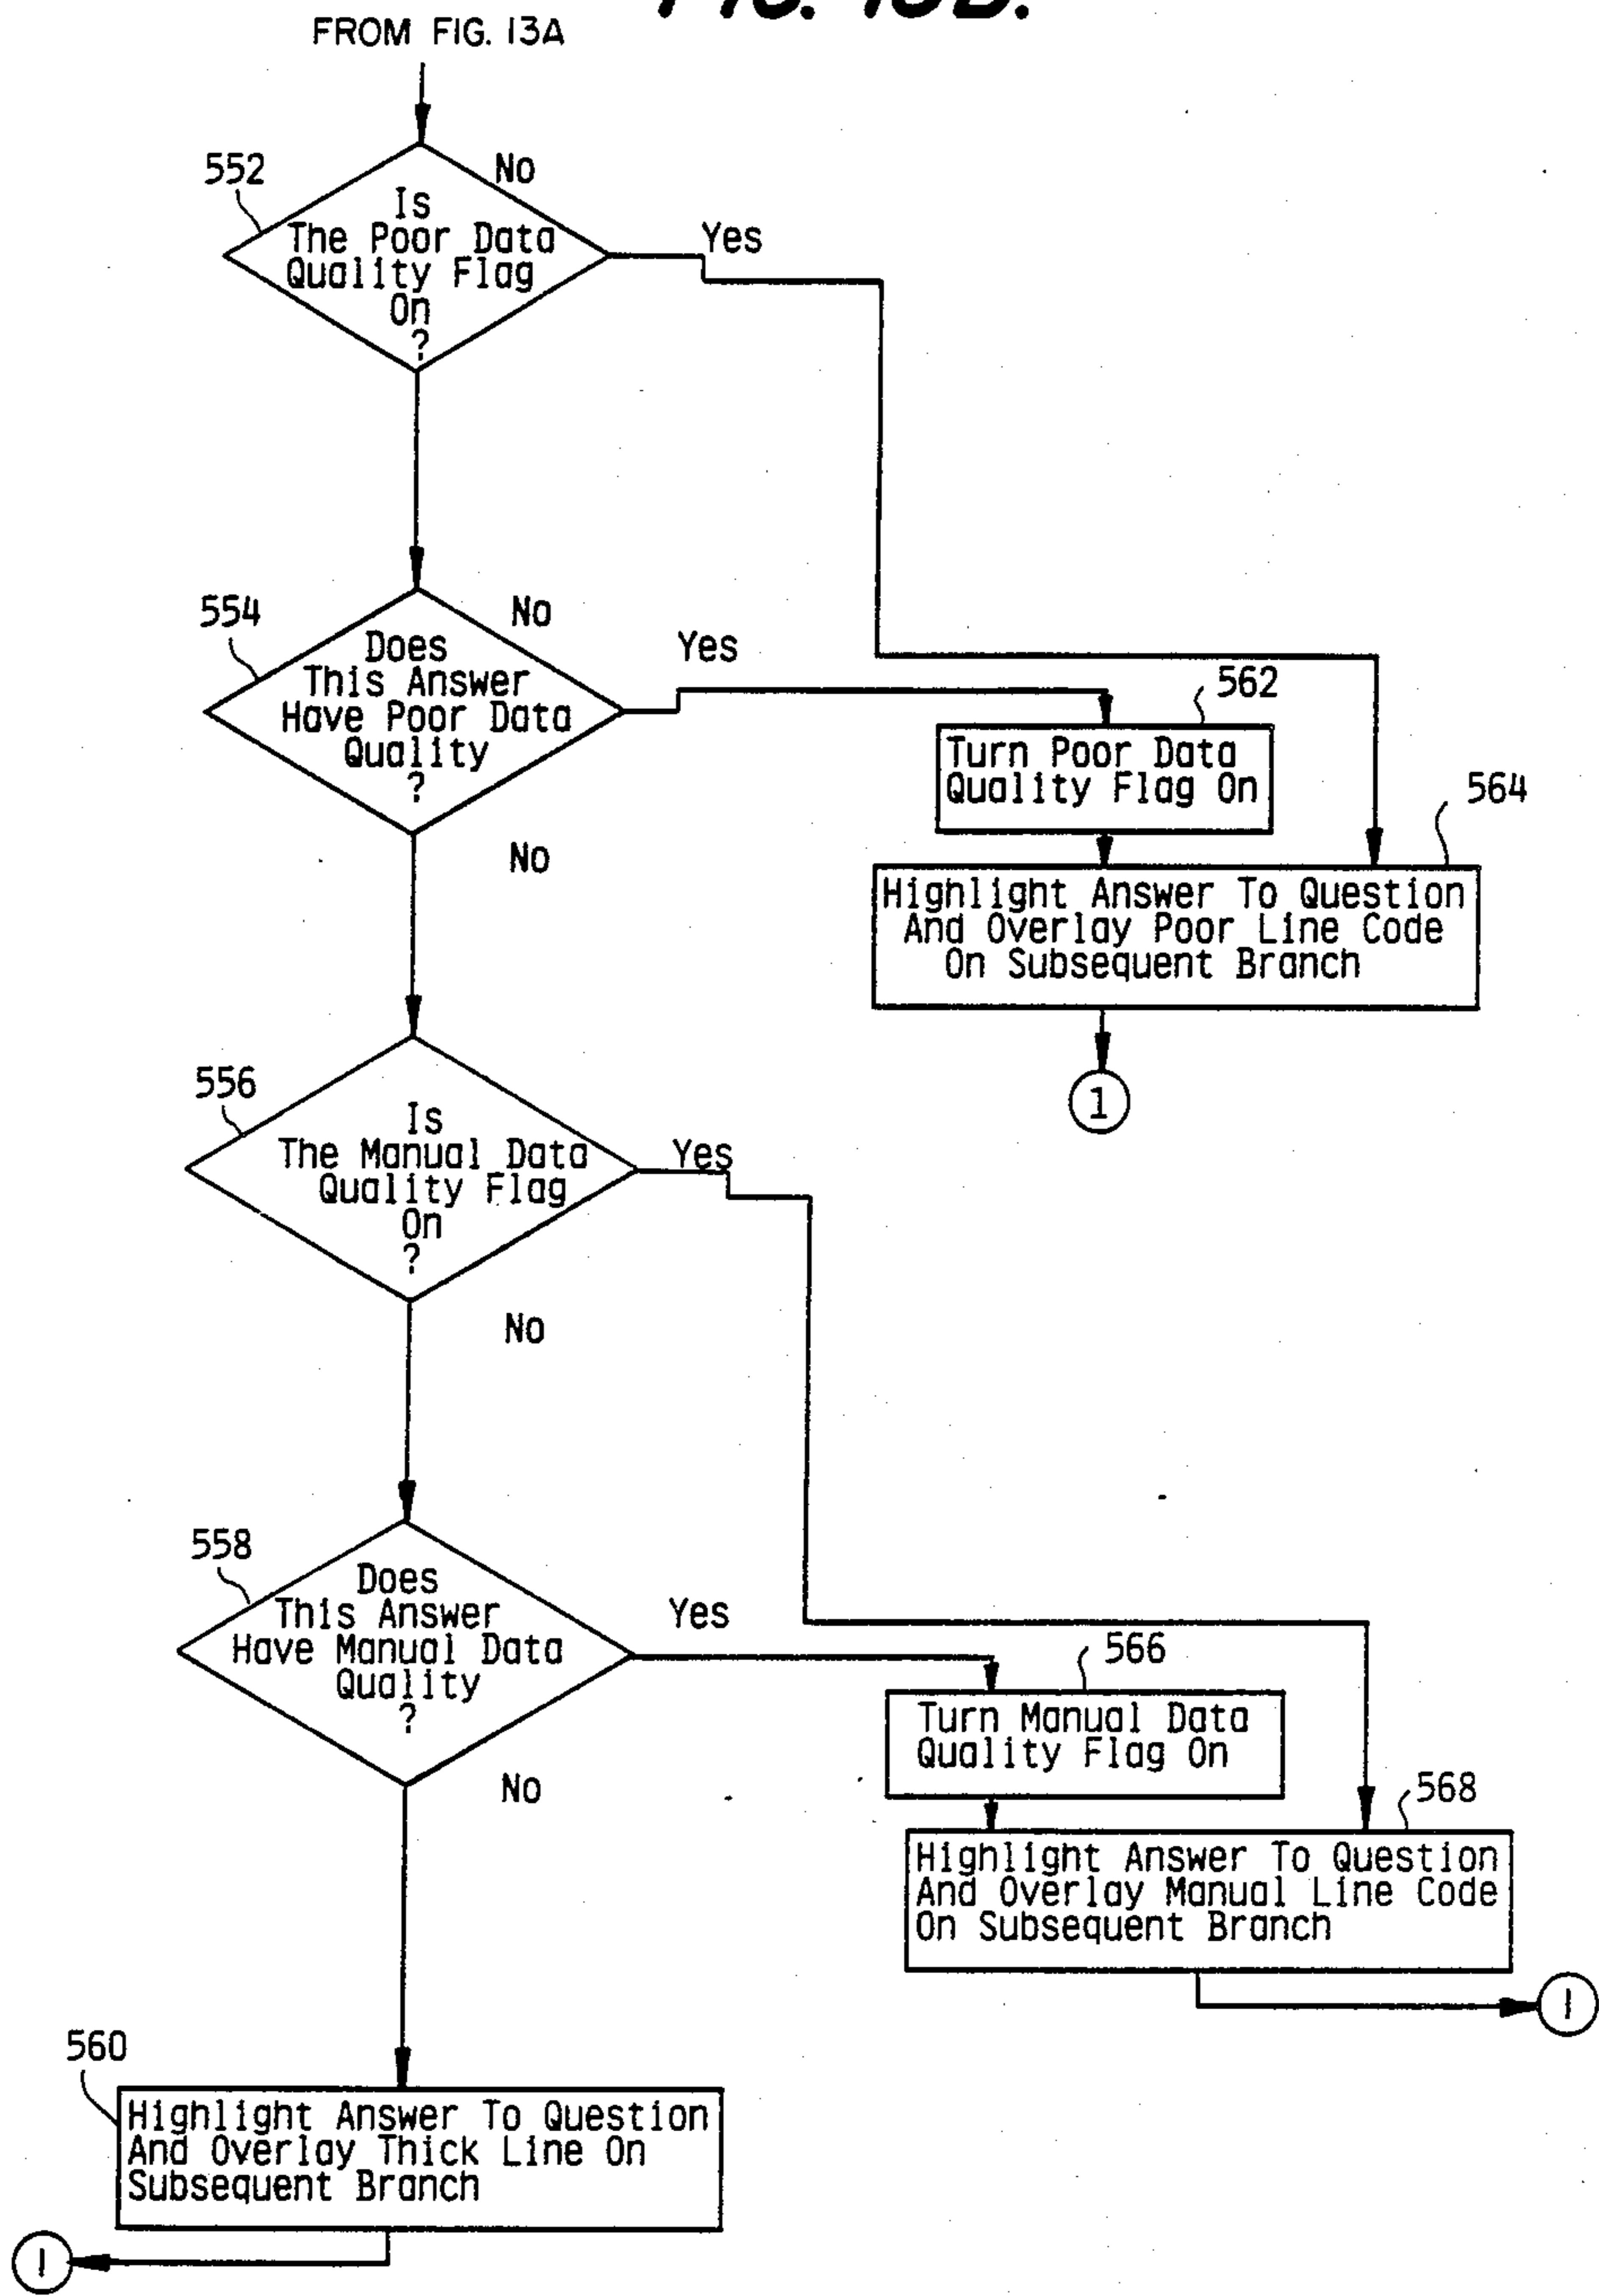 FROM FIG. 13A
552
No
Is
The Poor Data
Quality Flag
On
?
Yes
554
No
Does
This Answer
Have Poor Data
Quality
?
Yes
562
Turn Poor Data
Quality Flag On
564
Highlight Answer To Question
And Overlay Poor Line Code
On Subsequent Branch
1
No
556
Is
The Manual Data
Quality Flag
On
?
Yes
No
558
Does
This Answer
Have Manual Data
Quality
?
Yes
566
Turn Manual Data
Quality Flag On
568
Highlight Answer To Question
And Overlay Manual Line Code
On Subsequent Branch
1
No
560
Highlight Answer To Question
And Overlay Thick Line On
Subsequent Branch
1